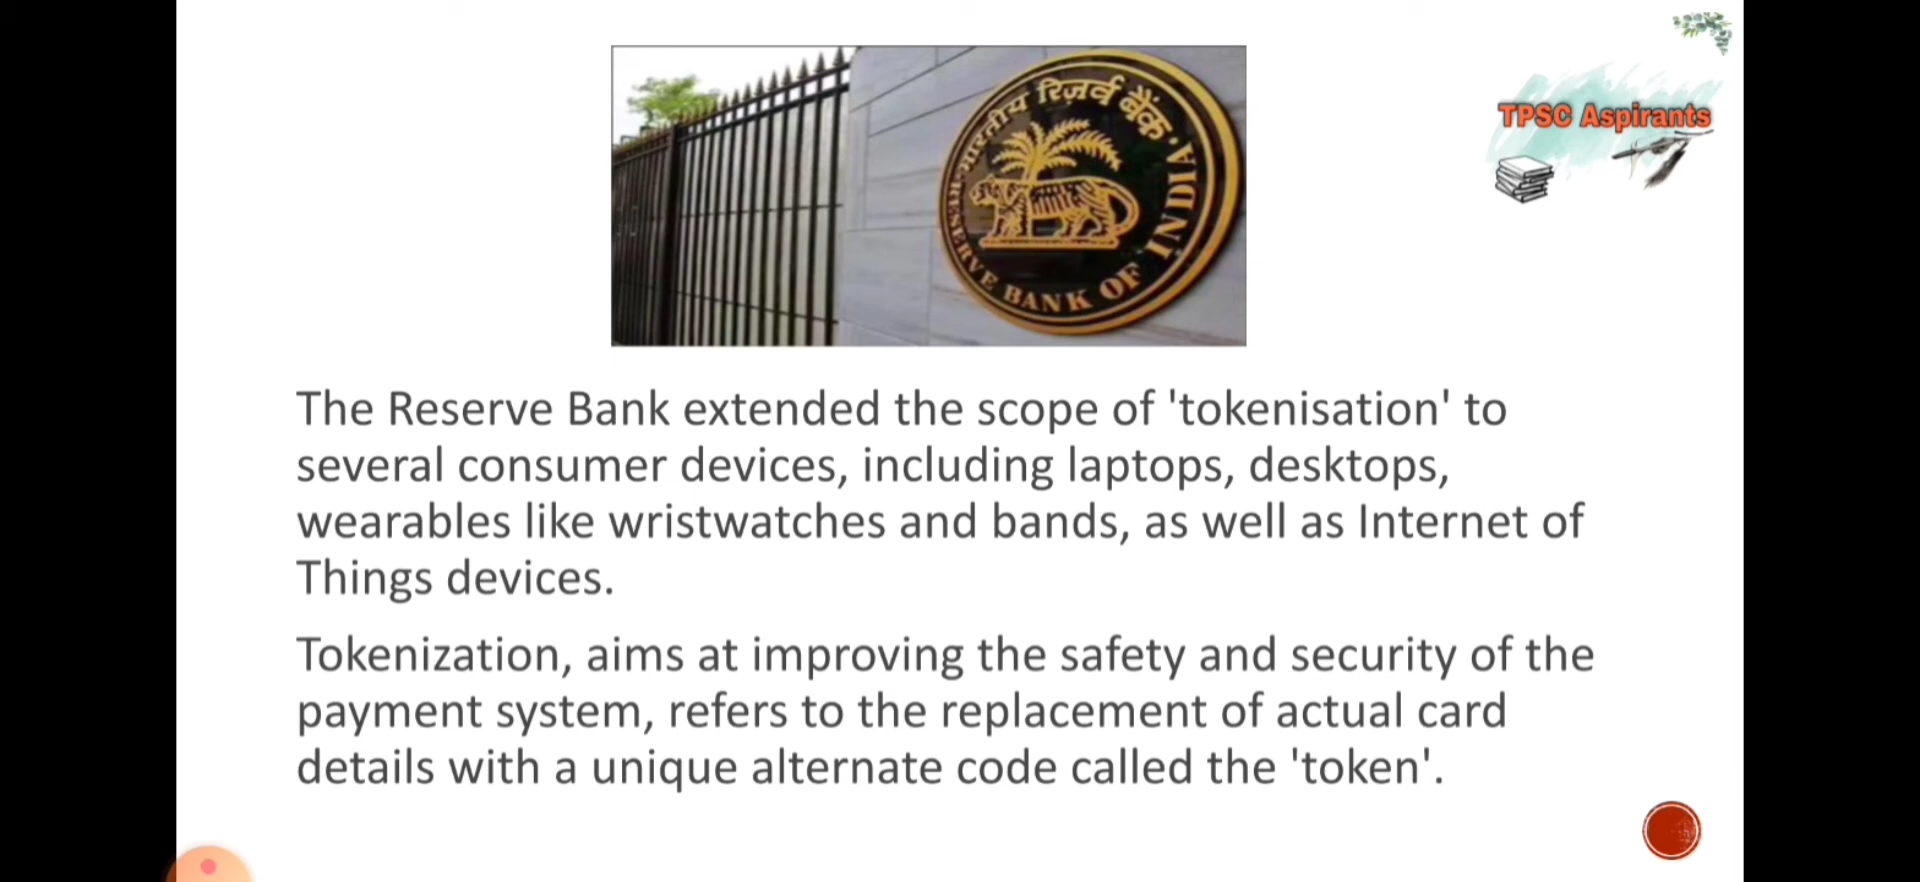 भारतीय रिज़र्व बैंक
RESERVE BANK OF INDIA
TPSC Aspirants
The Reserve Bank extended the scope of 'tokenisation' to
several consumer devices, including laptops, desktops,
wearables like wristwatches and bands, as well as Internet of
Things devices.
Tokenization, aims at improving the safety and security of the
payment system, refers to the replacement of actual card
details with a unique alternate code called the 'token'.